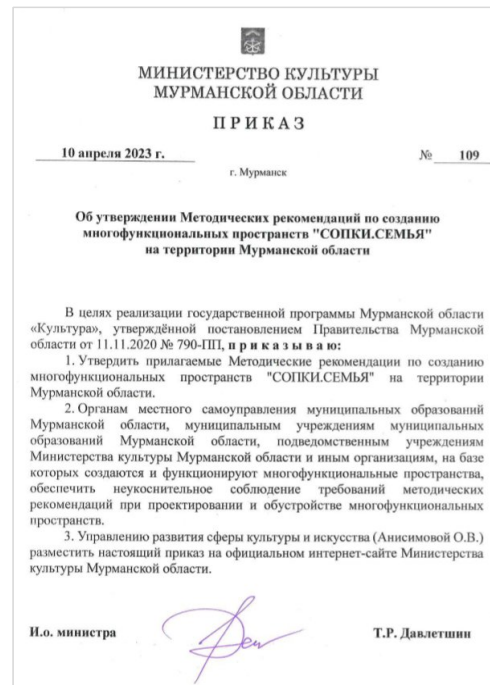 МИНИСТЕРСТВО КУЛЬТУРЫ
МУРМАНСКОЙ ОБЛАСТИ
ПРИКАЗ
10 апреля 2023 г.
№ 109
г. Мурманск
Об утверждении Методических рекомендаций по созданию
многофункциональных пространств "СОПКИ.СЕМЬЯ"
на территории Мурманской области
В целях реализации государственной программы Мурманской области
«Культура», утверждённой постановлением Правительства Мурманской
области от 11.11.2020 № 790-ПП, приказываю:
1. Утвердить прилагаемые Методические рекомендации по созданию
многофункциональных пространств "СОПКИ.СЕМЬЯ" на территории
Мурманской области.
2. Органам местного самоуправления муниципальных образований
Мурманской области, муниципальным учреждениям муниципальных
образований Мурманской области, подведомственным учреждениям
Министерства культуры Мурманской области и иным организациям, на базе
которых создаются и функционируют многофункциональные пространства,
обеспечить неукоснительное соблюдение требований методических
рекомендаций при проектировании и обустройстве многофункциональных
пространств.
3. Управлению развития сферы культуры и искусства (Анисимовой О.В.)
разместить настоящий приказ на официальном интернет-сайте Министерства
культуры Мурманской области.
И.о. министра
Т.Р. Давлетшин